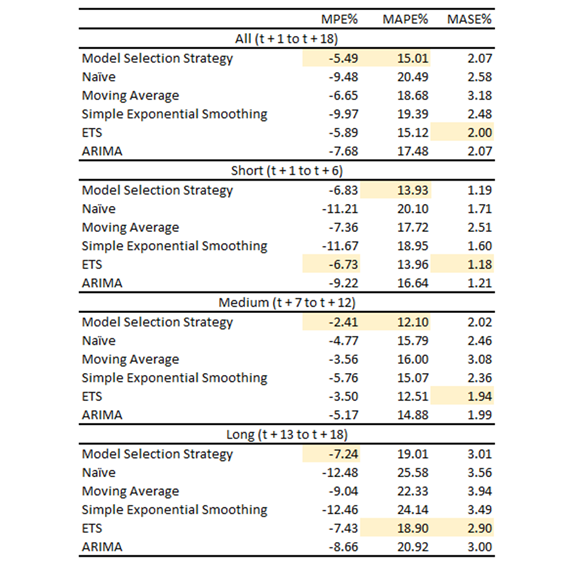 MPE% MAPE% MASE%
All (t + 1 to t + 18)
Model Selection Strategy -5.49 15.01 2.07
Naïve -9.48 20.49 2.58
Moving Average -6.65 18.68 3.18
Simple Exponential Smoothing -9.97 19.39 2.48
ETS -5.89 15.12 2.00
ARIMA -7.68 17.48 2.07
Short (t + 1 to t + 6)
Model Selection Strategy -6.83 13.93 1.19
Naïve -11.21 20.10 1.71
Moving Average -7.36 17.72 2.51
Simple Exponential Smoothing -11.67 18.95 1.60
ETS -6.73 13.96 1.18
ARIMA -9.22 16.64 1.21
Medium (t + 7 to t + 12)
Model Selection Strategy -2.41 12.10 2.02
Naïve -4.77 15.79 2.46
Moving Average -3.56 16.00 3.08
Simple Exponential Smoothing -5.76 15.07 2.36
ETS -3.50 12.51 1.94
ARIMA -5.17 14.88 1.99
Long (t + 13 to t + 18)
Model Selection Strategy -7.24 19.01 3.01
Naïve -12.48 25.58 3.56
Moving Average -9.04 22.33 3.94
Simple Exponential Smoothing -12.46 24.14 3.49
ETS -7.43 18.90 2.90
ARIMA -8.66 20.92 3.00